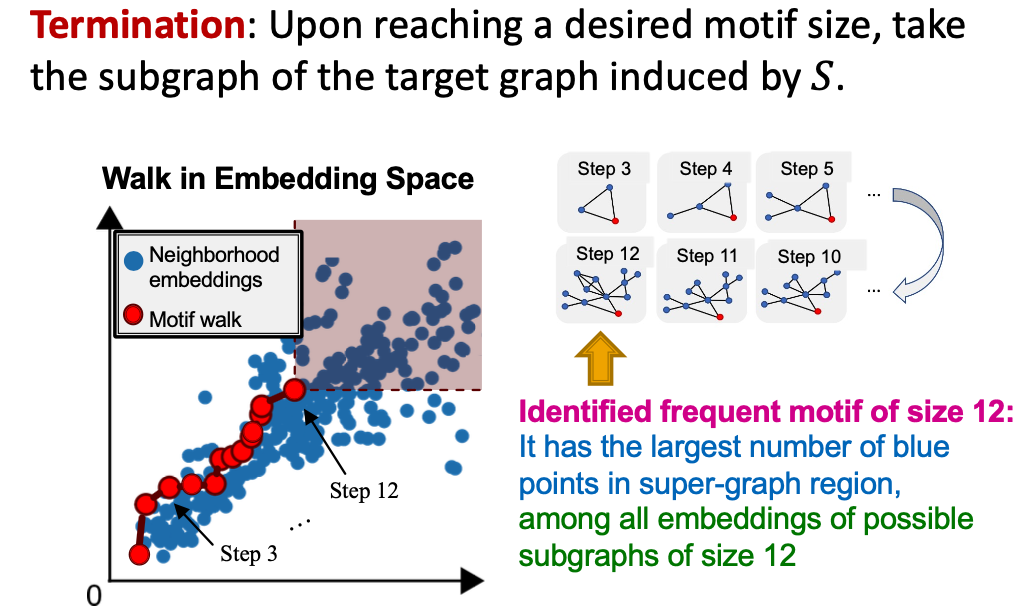 Termination: Upon reaching a desired motif size, take
the subgraph of the target graph induced by S.
Walk in Embedding Space
Neighborhood
embeddings
Motif walk
Step 12
...
Step 3
0
Step 3
Step 4
Step 5
...
Step 12
Step 11
Step 10
...
Identified frequent motif of size 12:
It has the largest number of blue
points in super-graph region,
among all embeddings of possible
subgraphs of size 12